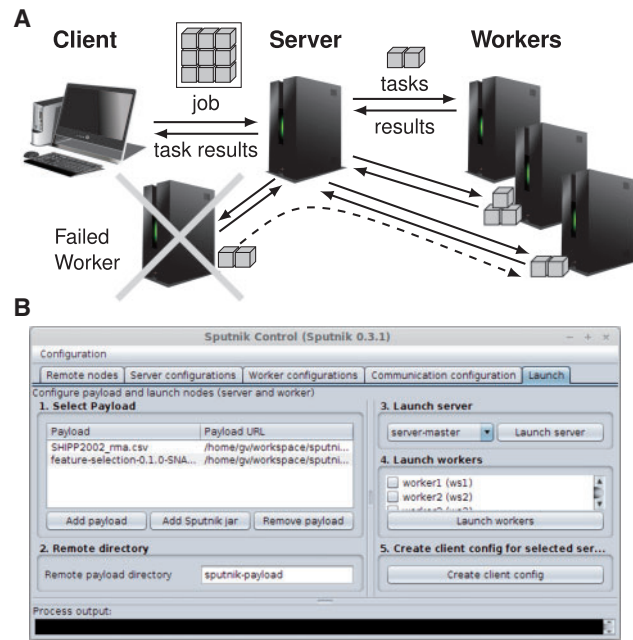 A
Client
Server
Workers
job
tasks
task results
results
Failed
Worker
B
Sputnik Control (Sputnik 0.3.1)
Configuration
Remote nodes Server configurations Worker configurations Communication configuration Launch
Configure payload and launch nodes (server and worker)
1. Select Payload
Payload Payload URL
SHIPP2002_rma.csv /home/gv/workspace/sputni...
feature-selection-0.1.0-SNA... /home/gv/workspace/sputni...
Add payload Add Sputnik jar Remove payload
2. Remote directory
Remote payload directory sputnik-payload
3. Launch server
server-master Launch server
4. Launch workers
worker1 (ws1)
worker2 (ws2)
Launch workers
5. Create client config for selected ser...
Create client config
Process output: